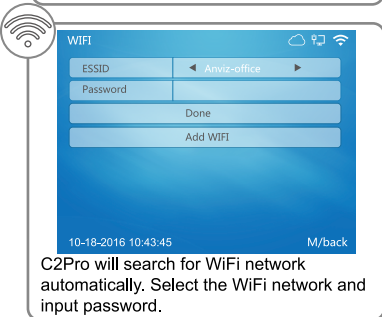 WIFI
ESSID ◀ Anviz-office ▶
Password
Done
Add WIFI
10-18-2016 10:43:45 M/back
C2Pro will search for WiFi network
automatically. Select the WiFi network and
input password.